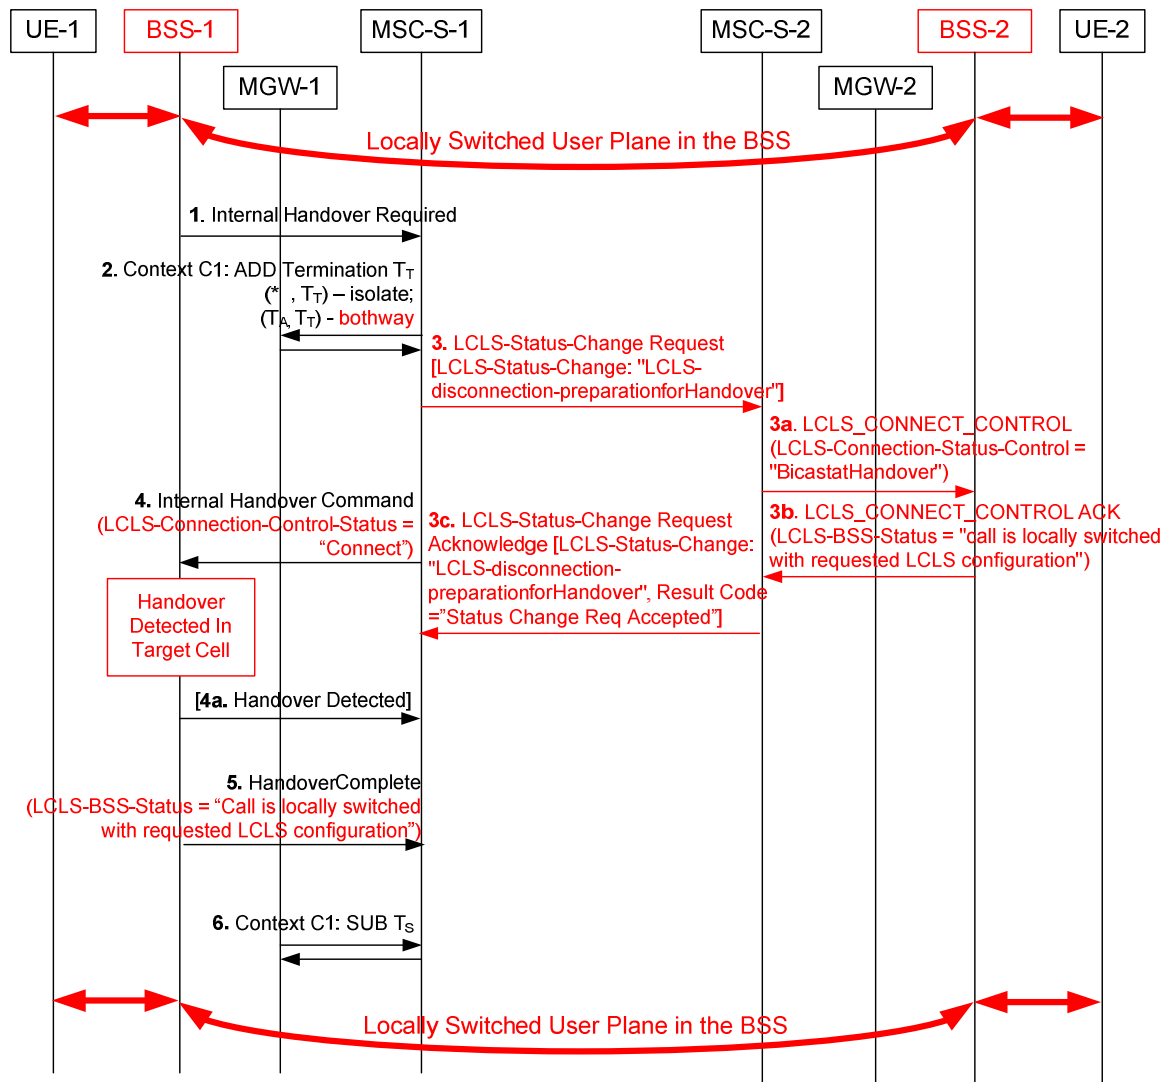 UE-1
BSS-1
MSC-S-1
MSC-S-2
BSS-2
UE-2
MGW-1
MGW-2
Locally Switched User Plane in the BSS
1. Internal Handover Required
2. Context C1: ADD Termination TT
(* , TT) – isolate;
(TA, TT) - bothway
3. LCLS-Status-Change Request
[LCLS-Status-Change: "LCLS-
disconnection-preparationforHandover"]
3a. LCLS_CONNECT_CONTROL
(LCLS-Connection-Status-Control =
"BicastatHandover")
4. Internal Handover Command
(LCLS-Connection-Control-Status =
“Connect”)
3b. LCLS_CONNECT_CONTROL ACK
(LCLS-BSS-Status = "call is locally switched
with requested LCLS configuration")
3c. LCLS-Status-Change Request
Acknowledge [LCLS-Status-Change:
"LCLS-disconnection-
preparationforHandover", Result Code
=”Status Change Req Accepted”]
Handover
Detected In
Target Cell
[4a. Handover Detected]
5. HandoverComplete
(LCLS-BSS-Status = “Call is locally switched
with requested LCLS configuration”)
6. Context C1: SUB TS
Locally Switched User Plane in the BSS